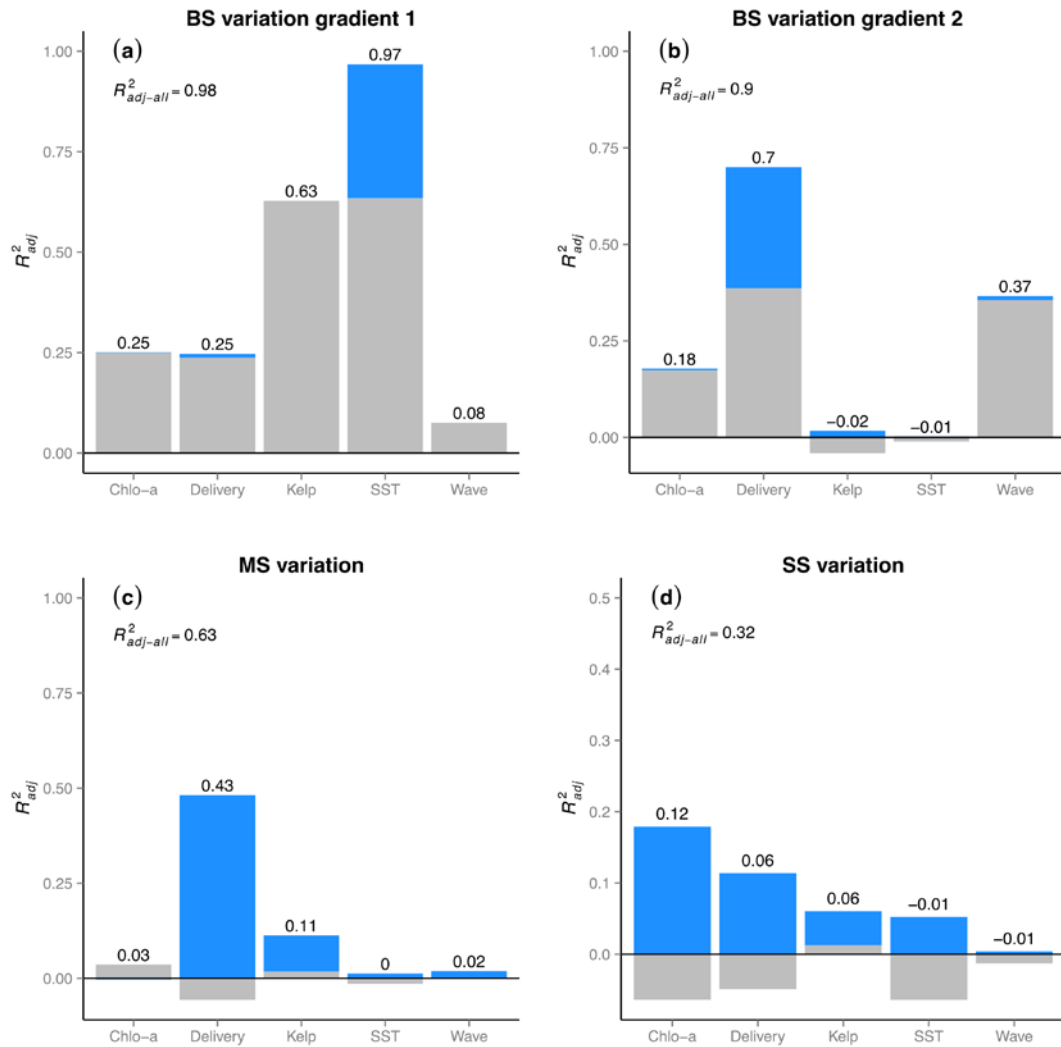 BS variation gradient 1
(a)
R²adj−all = 0.98
1.00
0.75
0.50
0.25
0.00
R²adj
0.25
0.25
0.63
0.97
0.08
Chlo−a Delivery Kelp SST Wave
BS variation gradient 2
(b)
R²adj−all = 0.9
1.00
0.75
0.50
0.25
0.00
R²adj
0.18
0.7
−0.02
−0.01
0.37
Chlo−a Delivery Kelp SST Wave
MS variation
(c)
R²adj−all = 0.63
1.00
0.75
0.50
0.25
0.00
R²adj
0.03
0.43
0.11
0
0.02
Chlo−a Delivery Kelp SST Wave
SS variation
(d)
R²adj−all = 0.32
0.5
0.4
0.3
0.2
0.1
0.0
R²adj
0.12
0.06
0.06
−0.01
−0.01
Chlo−a Delivery Kelp SST Wave